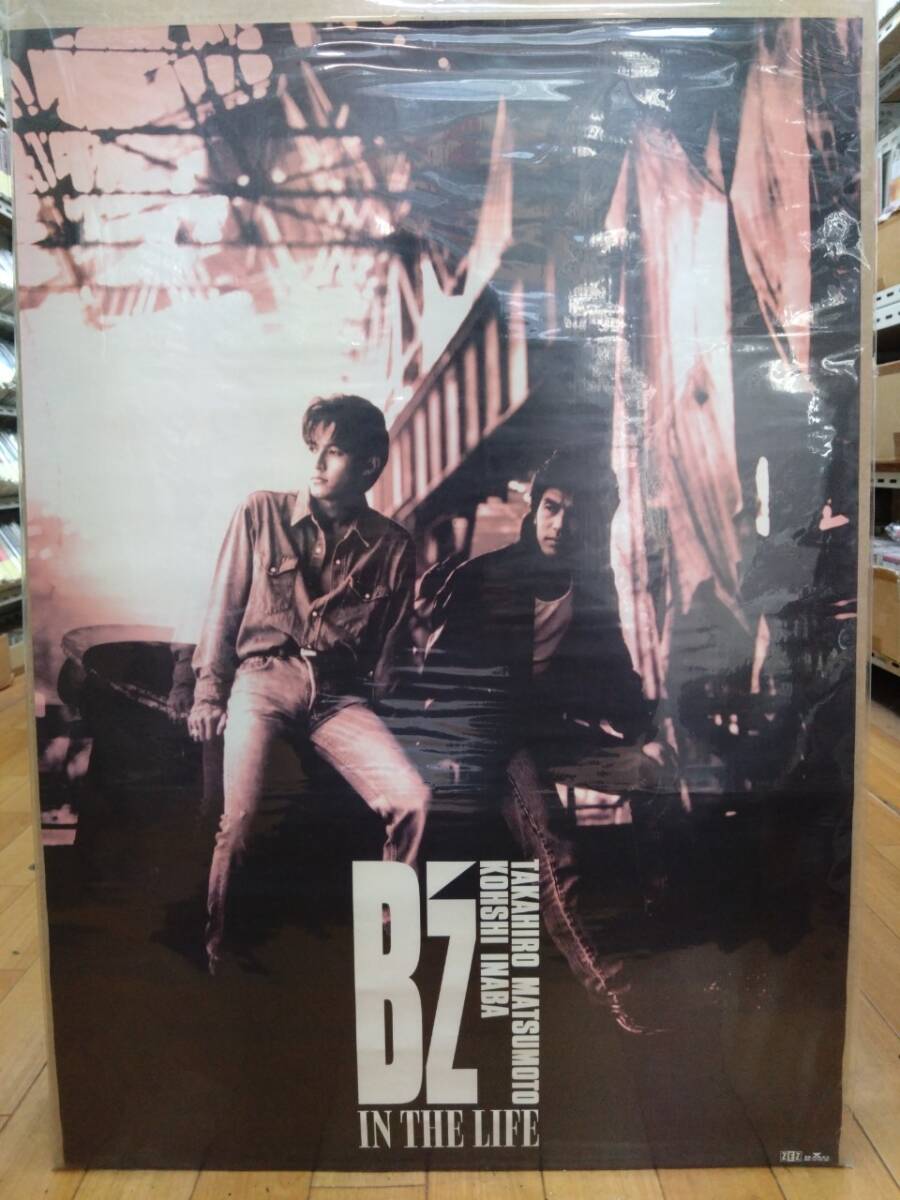 B'z
TAKAHIRO MATSUMOTO
KOHSHI INABA
IN THE LIFE